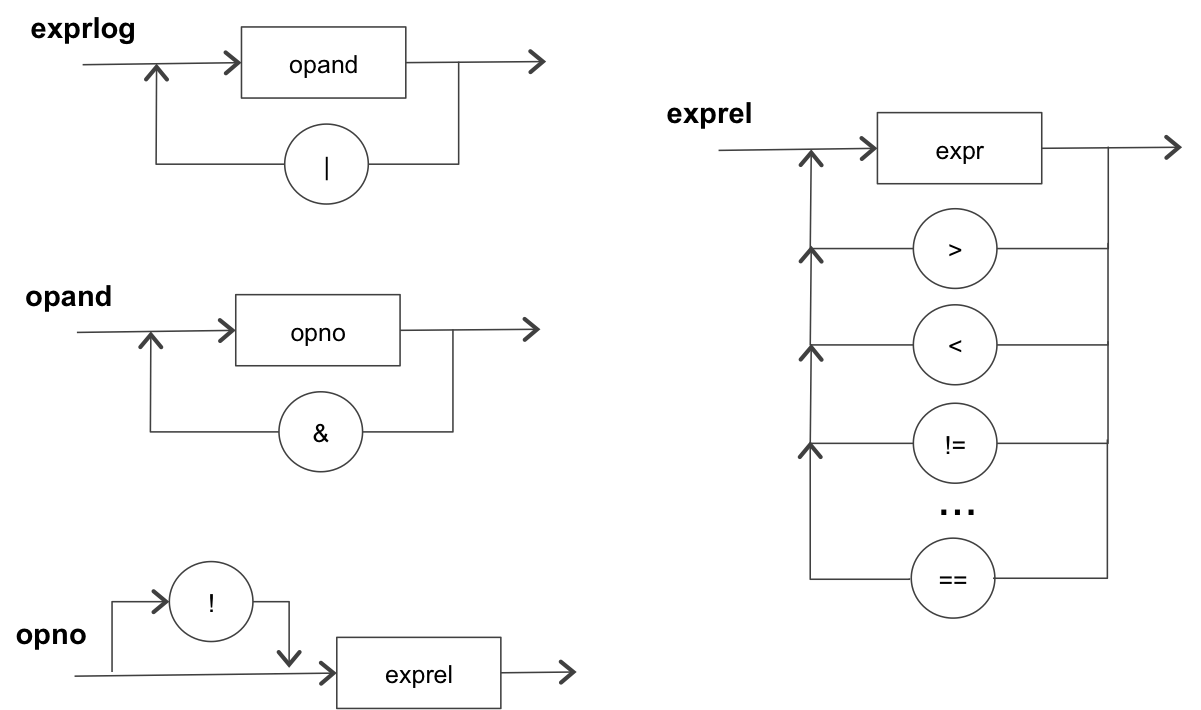 exprlog
opand
|
opand
opno
&
opno
!
exprel
exprel
expr
>
<
!=
...
==